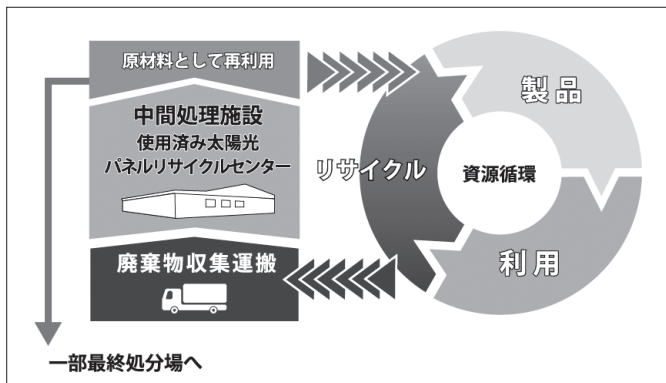 原材料として再利用
中間処理施設
使用済み太陽光
パネルリサイクルセンター
廃棄物収集運搬
一部最終処分場へ
リサイクル
資源循環
製品
利用